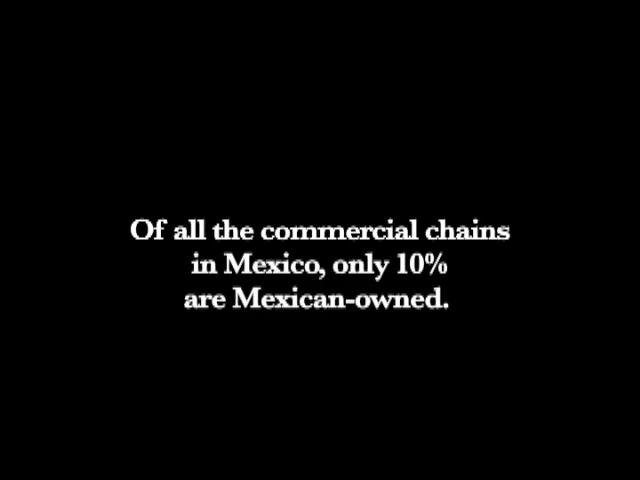 Of all the commercial chains
in Mexico, only 10%
are Mexican-owned.